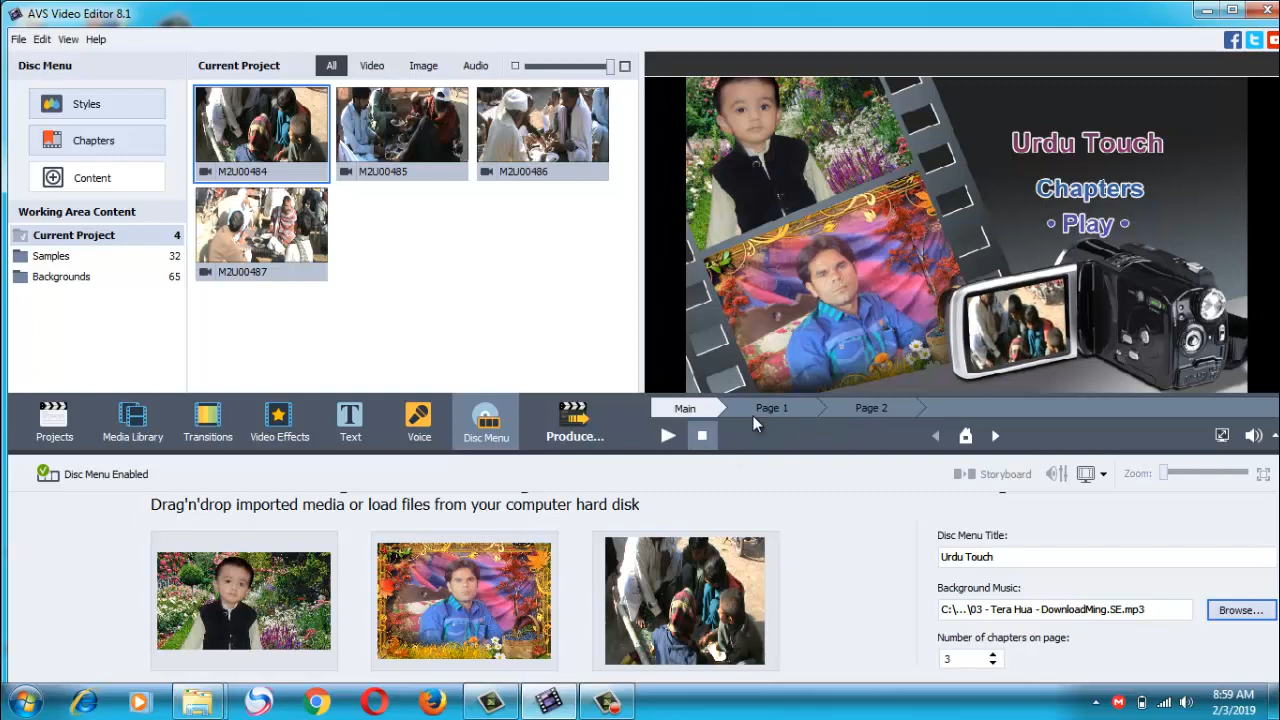 AVS Video Editor 8.1
File Edit View Help
Disc Menu
Styles
Chapters
Content
Working Area Content
Current Project 4
Samples 32
Backgrounds 65
Current Project All Video Image Audio
M2U00484
M2U00485
M2U00486
M2U00487
Urdu Touch
Chapters
• Play •
Projects
Media Library
Transitions
Video Effects
Text
Voice
Disc Menu
Produce...
Main Page 1 Page 2
Disc Menu Enabled
Storyboard
Zoom:
Drag'n'drop imported media or load files from your computer hard disk
Disc Menu Title:
Urdu Touch
Background Music:
C:\...\03 - Tera Hua - DownloadMing.SE.mp3
Browse...
Number of chapters on page:
3
8:59 AM
2/3/2019